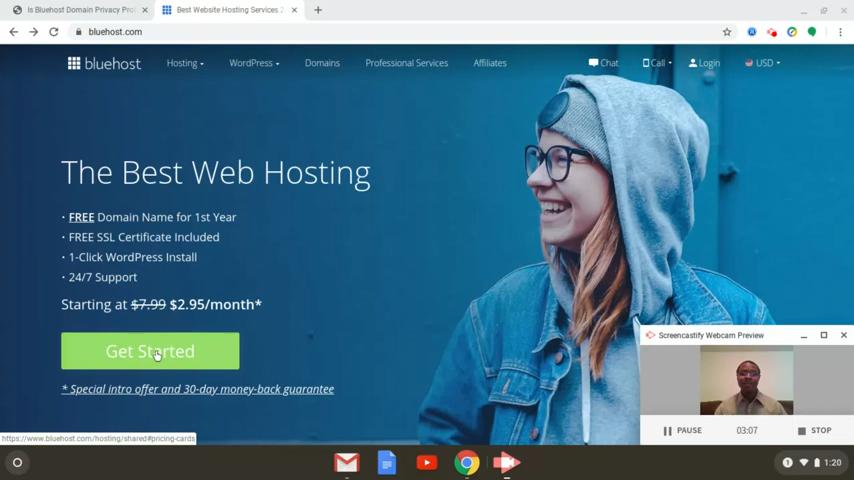 Is Bluehost Domain Privacy Pro
Best Website Hosting Services 2
bluehost.com
bluehost
Hosting
WordPress
Domains
Professional Services
Affiliates
Chat
Call
Login
USD
The Best Web Hosting
· FREE Domain Name for 1st Year
· FREE SSL Certificate Included
· 1-Click WordPress Install
· 24/7 Support
Starting at $7.99 $2.95/month*
Get Started
* Special intro offer and 30-day money-back guarantee
https://www.bluehost.com/hosting/shared#pricing-cards
Screencastify Webcam Preview
PAUSE
03:07
STOP
1
1:20